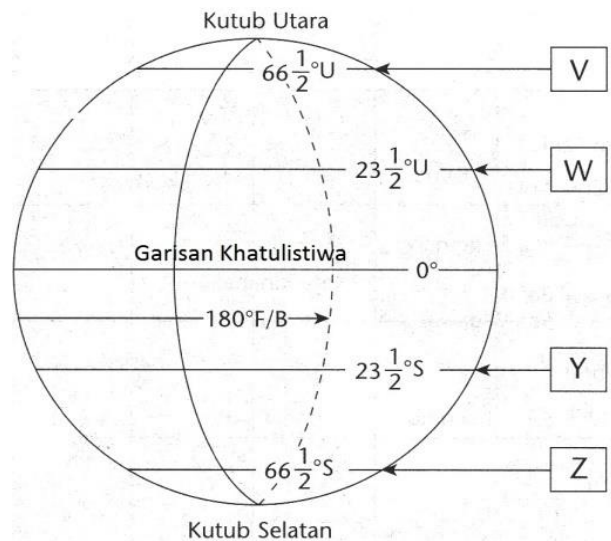 Kutub Utara
66 1/2 °U
V
23 1/2 °U
W
Garisan Khatulistiwa
0°
180°F/B
23 1/2 °S
Y
66 1/2 °S
Z
Kutub Selatan